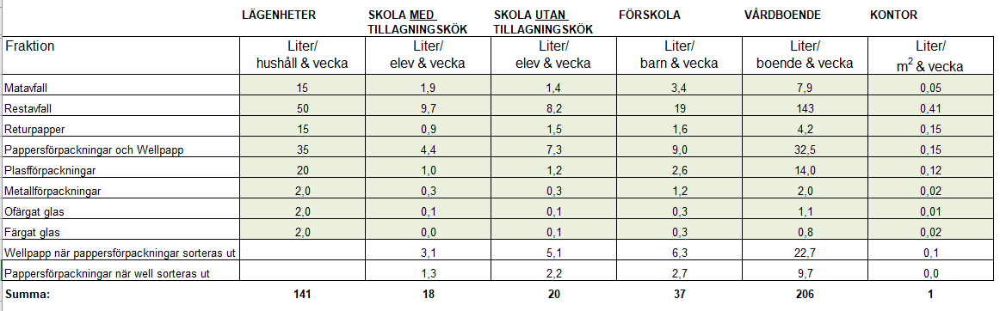 LÄGENHETER SKOLA MED TILLAGNINGSKÖK SKOLA UTAN TILLAGNINGSKÖK FÖRSKOLA VÅRDBOENDE KONTOR
Fraktion Liter/ hushåll & vecka Liter/ elev & vecka Liter/ elev & vecka Liter/ barn & vecka Liter/ boende & vecka Liter/ m² & vecka
Matavfall 15 1,9 1,4 3,4 7,9 0,05
Restavfall 50 9,7 8,2 19 143 0,41
Returpapper 15 0,9 1,5 1,6 4,2 0,15
Pappersförpackningar och Wellpapp 35 4,4 7,3 9,0 32,5 0,15
Plastförpackningar 20 1,0 1,2 2,6 14,0 0,12
Metallförpackningar 2,0 0,3 0,3 1,2 2,0 0,02
Ofärgat glas 2,0 0,1 0,1 0,3 1,1 0,01
Färgat glas 2,0 0,0 0,1 0,3 0,8 0,02
Wellpapp när pappersförpackningar sorteras ut 3,1 5,1 6,3 22,7 0,1
Pappersförpackningar när well sorteras ut 1,3 2,2 2,7 9,7 0,0
Summa: 141 18 20 37 206 1